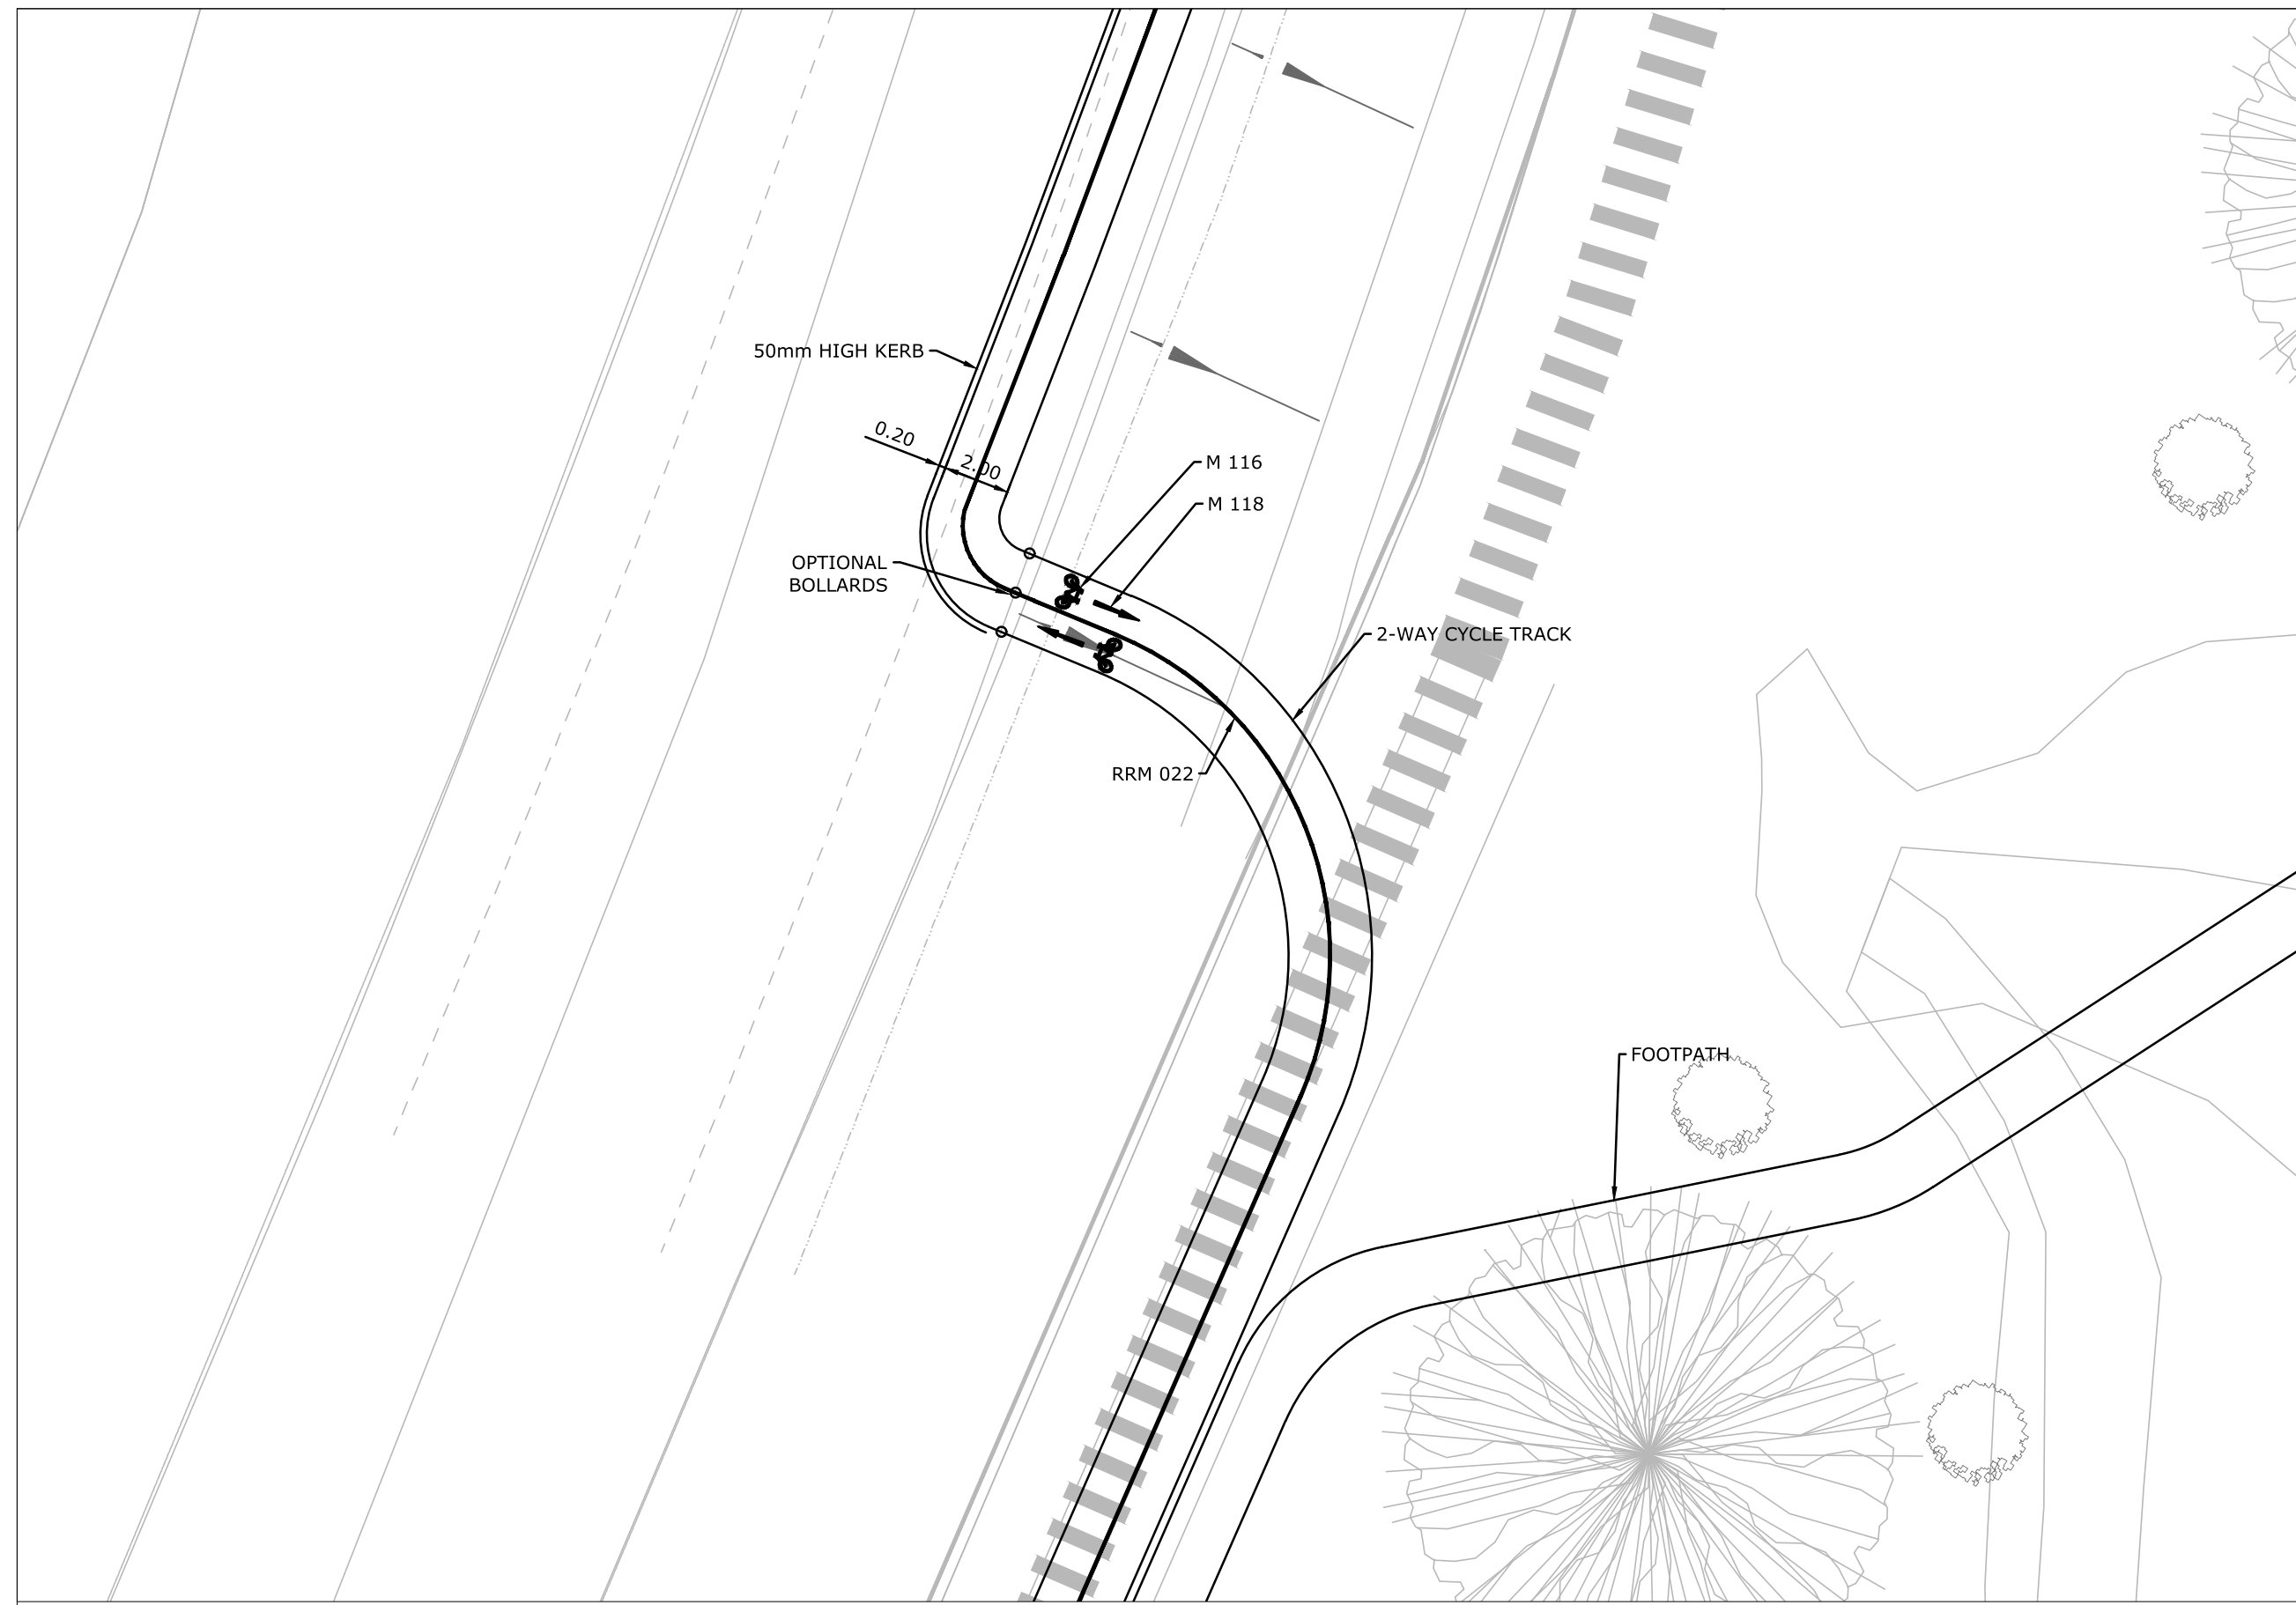 50mm HIGH KERB
0.20
2.00
M 116
M 118
OPTIONAL
BOLLARDS
2-WAY CYCLE TRACK
RRM 022
FOOTPATH